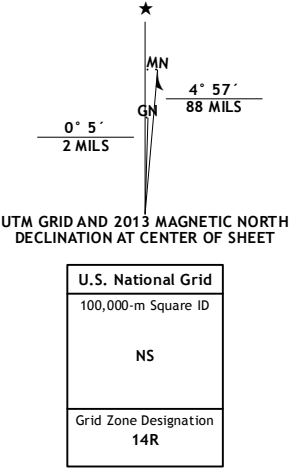 MN
4° 57´
88 MILS
GN
0° 5´
2 MILS
UTM GRID AND 2013 MAGNETIC NORTH
DECLINATION AT CENTER OF SHEET
U.S. National Grid
100,000-m Square ID
NS
Grid Zone Designation
14R